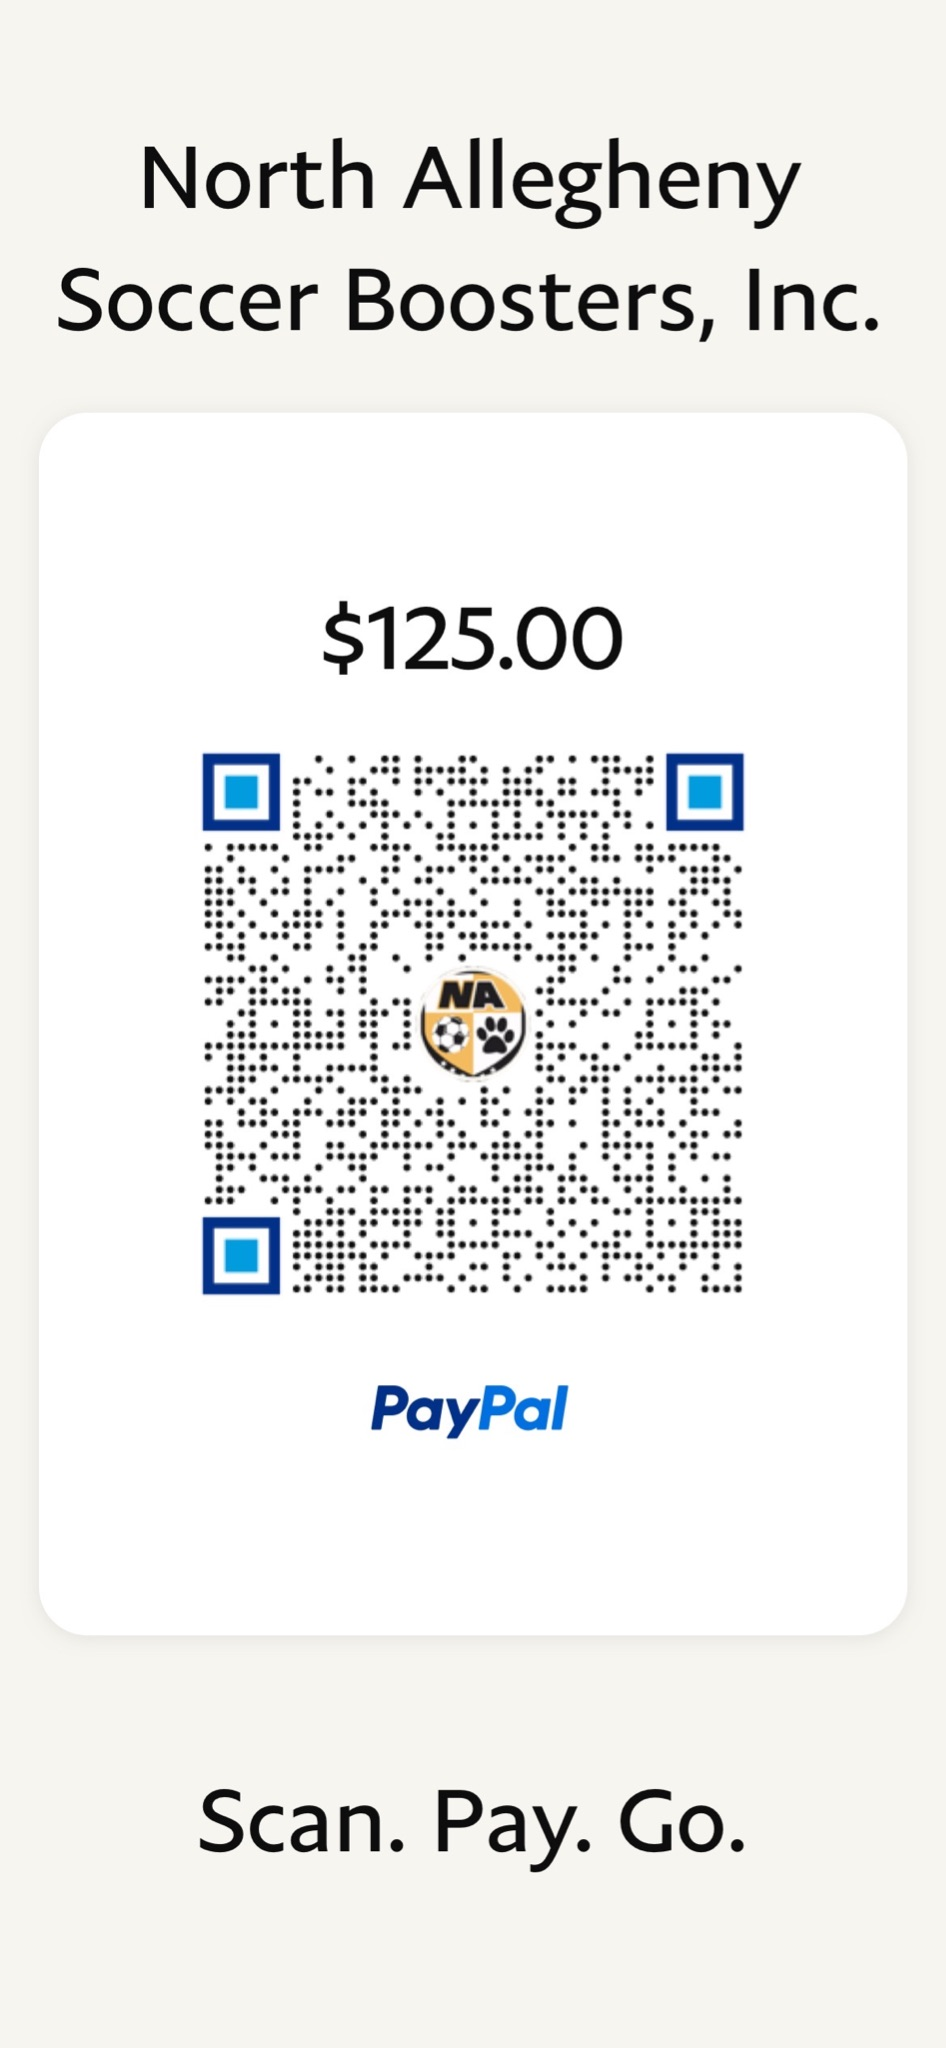 North Allegheny
Soccer Boosters, Inc.
$125.00
NA
PayPal
Scan. Pay. Go.